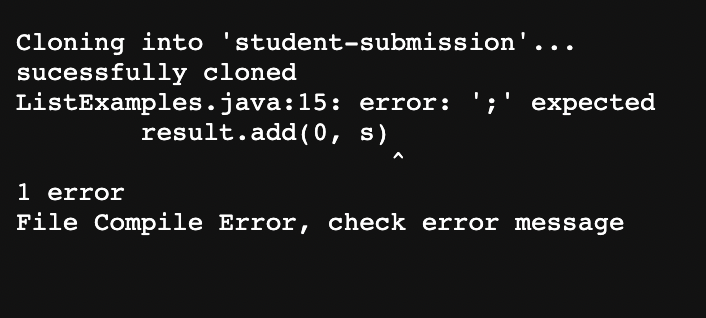 Cloning into 'student-submission'...
sucessfully cloned
ListExamples.java:15: error: ';' expected
        result.add(0, s)
                        ^
1 error
File Compile Error, check error message